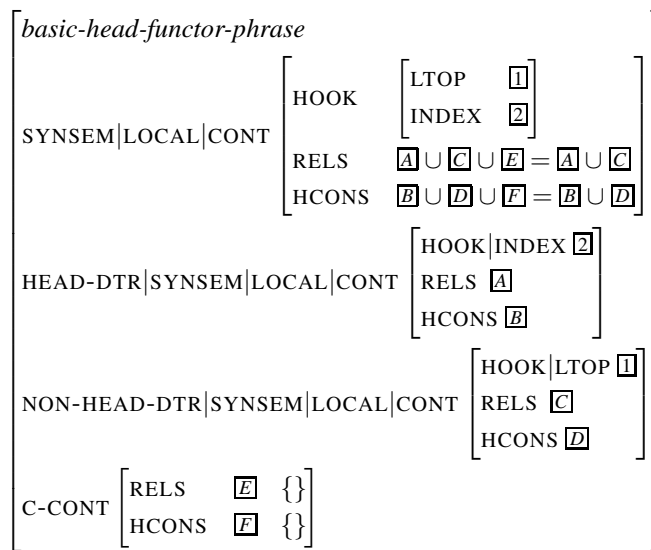 basic-head-functor-phrase
SYNSEM|LOCAL|CONT
HOOK
LTOP 1
INDEX 2
RELS A ∪ C ∪ E = A ∪ C
HCONS B ∪ D ∪ F = B ∪ D
HEAD-DTR|SYNSEM|LOCAL|CONT
HOOK|INDEX 2
RELS A
HCONS B
NON-HEAD-DTR|SYNSEM|LOCAL|CONT
HOOK|LTOP 1
RELS C
HCONS D
C-CONT
RELS E {}
HCONS F {}